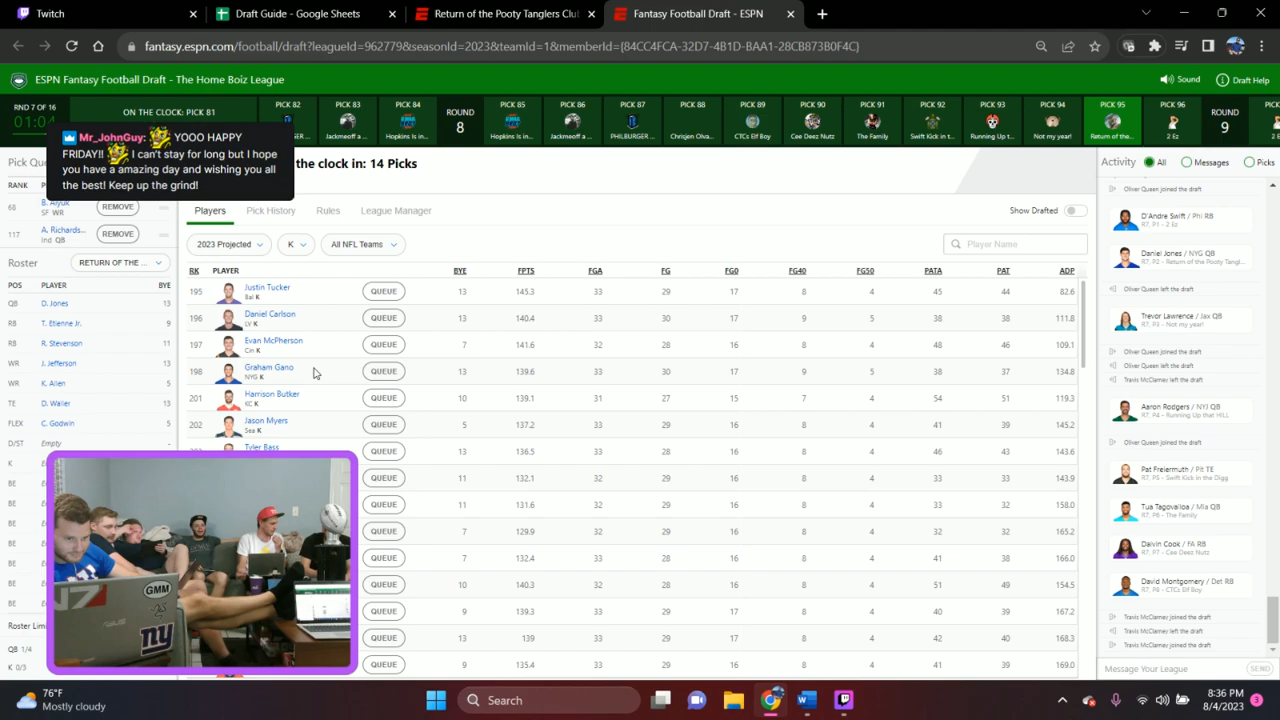 Twitch
Draft Guide - Google Sheets
Return of the Pooty Tanglers Clu
Fantasy Football Draft - ESPN
fantasy.espn.com/football/draft?leagueId=962779&seasonId=2023&teamId=1&memberId={84CC4FCA-32D7-4B1D-BAA1-28CB873B40CF}
ESPN Fantasy Football Draft - The Home Boiz League
Sound
Draft Help
RND 7 OF 16
ON THE CLOCK: PICK 81
PICK 82 PICK 83 PICK 84 ROUND 8 PICK 85 PICK 86 PICK 87 PICK 88 PICK 89 PICK 90 PICK 91 PICK 92 PICK 93 PICK 94 PICK 95 PICK 96 ROUND 9
Jackmeoff a ... Hopkins Is in... Hopkins Is in... Jackmeoff a ... PHILBURGER ... Chrisjen Olva... CTCs Elf Boy Cee Deez Nutz The Family Swift Kick in t... Running Up t... Not my year! Return of the... 2 Ez
Mr_JohnGuy: YOOO HAPPY
FRIDAY!! I can't stay for long but I hope
you have a amazing day and wishing you all
the best! Keep up the grind!
the clock in: 14 Picks
Activity All Messages Picks
RANK
68 B. Aiyuk REMOVE
SF WR
117 A. Richards... REMOVE
Ind QB
Players Pick History Rules League Manager
Show Drafted
2023 Projected K All NFL Teams
Player Name
Roster RETURN OF THE ...
POS PLAYER BYE
QB D. Jones 13
RB T. Etienne Jr. 9
RB R. Stevenson 11
WR J. Jefferson 13
WR K. Allen 5
TE D. Waller 13
FLEX C. Godwin 5
D/ST Empty -
K
BE
BE
BE
BE
BE
BE
BE
Roster Lim
QB 1/4
K 0/3
RK PLAYER BYE FPTS FGA FG FG0 FG40 FG50 PATA PAT ADP
195 Justin Tucker QUEUE 13 145.3 33 29 17 8 4 45 44 82.6
Bal K
196 Daniel Carlson QUEUE 13 140.4 33 30 17 9 5 38 38 111.8
LV K
197 Evan McPherson QUEUE 7 141.6 32 29 16 8 4 48 46 109.1
Cin K
198 Graham Gano QUEUE 13 139.6 33 30 17 9 5 38 37 134.8
NYG K
201 Harrison Butker QUEUE 10 139.1 31 27 15 7 4 54 51 119.3
KC K
202 Jason Myers QUEUE 5 137.2 33 29 16 8 4 41 39 145.2
Sea K
Tyler Bass QUEUE 13 136.5 33 28 16 8 4 46 43 143.6
QUEUE 11 132.1 32 29 16 8 4 33 33 143.9
QUEUE 11 131.6 32 29 16 8 4 33 32 158.0
QUEUE 7 129.9 32 29 16 8 4 32 32 165.2
QUEUE 7 132.4 33 28 16 8 4 41 38 166.0
QUEUE 10 140.3 32 28 16 8 4 51 49 154.9
QUEUE 9 139.3 33 29 17 8 4 40 39 167.2
QUEUE 13 139 33 29 17 8 4 42 40 168.3
QUEUE 9 135.4 33 29 16 8 4 41 39 169.0
Oliver Queen joined the draft
D'Andre Swift / Phi RB
R7, P1 - 2 Ez
Daniel Jones / NYG QB
R7, P2 - Return of the Pooty Tangl...
Oliver Queen left the draft
Trevor Lawrence / Jax QB
R7, P3 - Not my year!
Oliver Queen joined the draft
Oliver Queen left the draft
Travis McClarney left the draft
Aaron Rodgers / NYJ QB
R7, P4 - Running Up that HILL
Oliver Queen joined the draft
Pat Freiermuth / Pit TE
R7, P5 - Swift Kick in the Digg
Tua Tagovailoa / Mia QB
R7, P6 - The Family
Dalvin Cook / FA RB
R7, P7 - Cee Deez Nutz
David Montgomery / Det RB
R7, P8 - CTCs Elf Boy
Travis McClarney joined the draft
Travis McClarney left the draft
Travis McClarney joined the draft
Message Your League SEND
GMM
N7
ASUS
ny
76°F
Mostly cloudy
Search
8:36 PM
8/4/2023
3